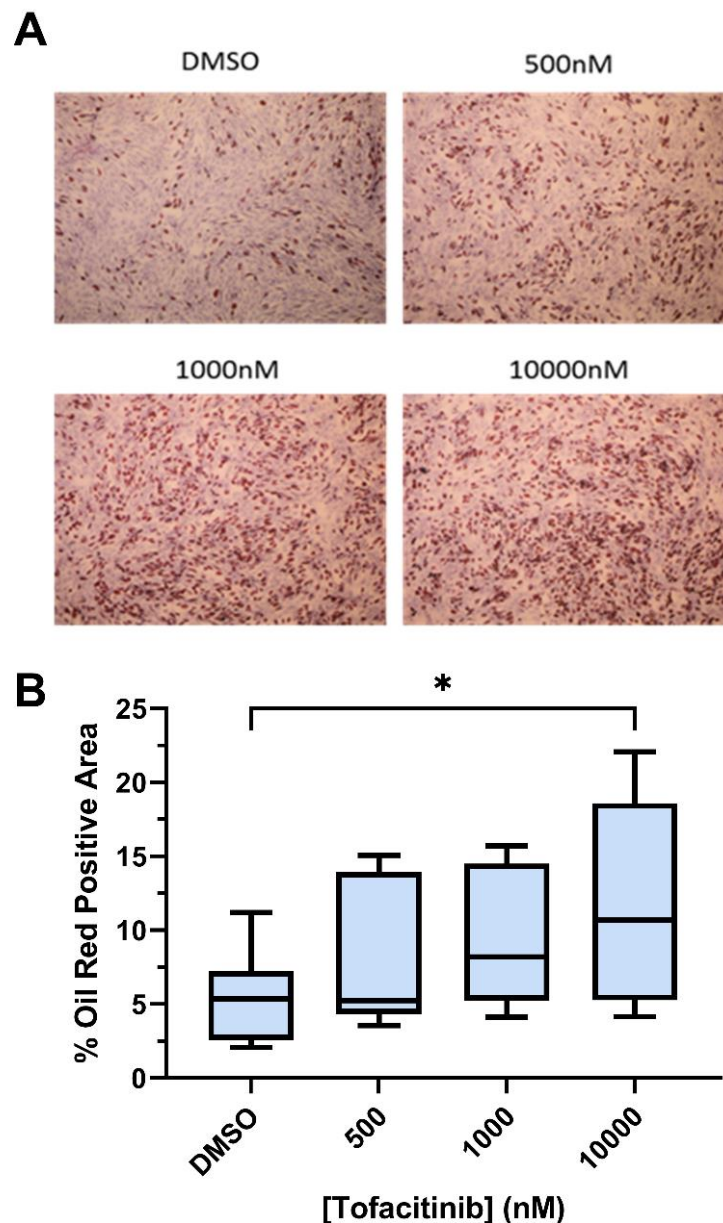 A
DMSO
500nM
1000nM
10000nM
B
*
% Oil Red Positive Area
25
20
15
10
5
0
DMSO
500
1000
10000
[Tofacitinib] (nM)